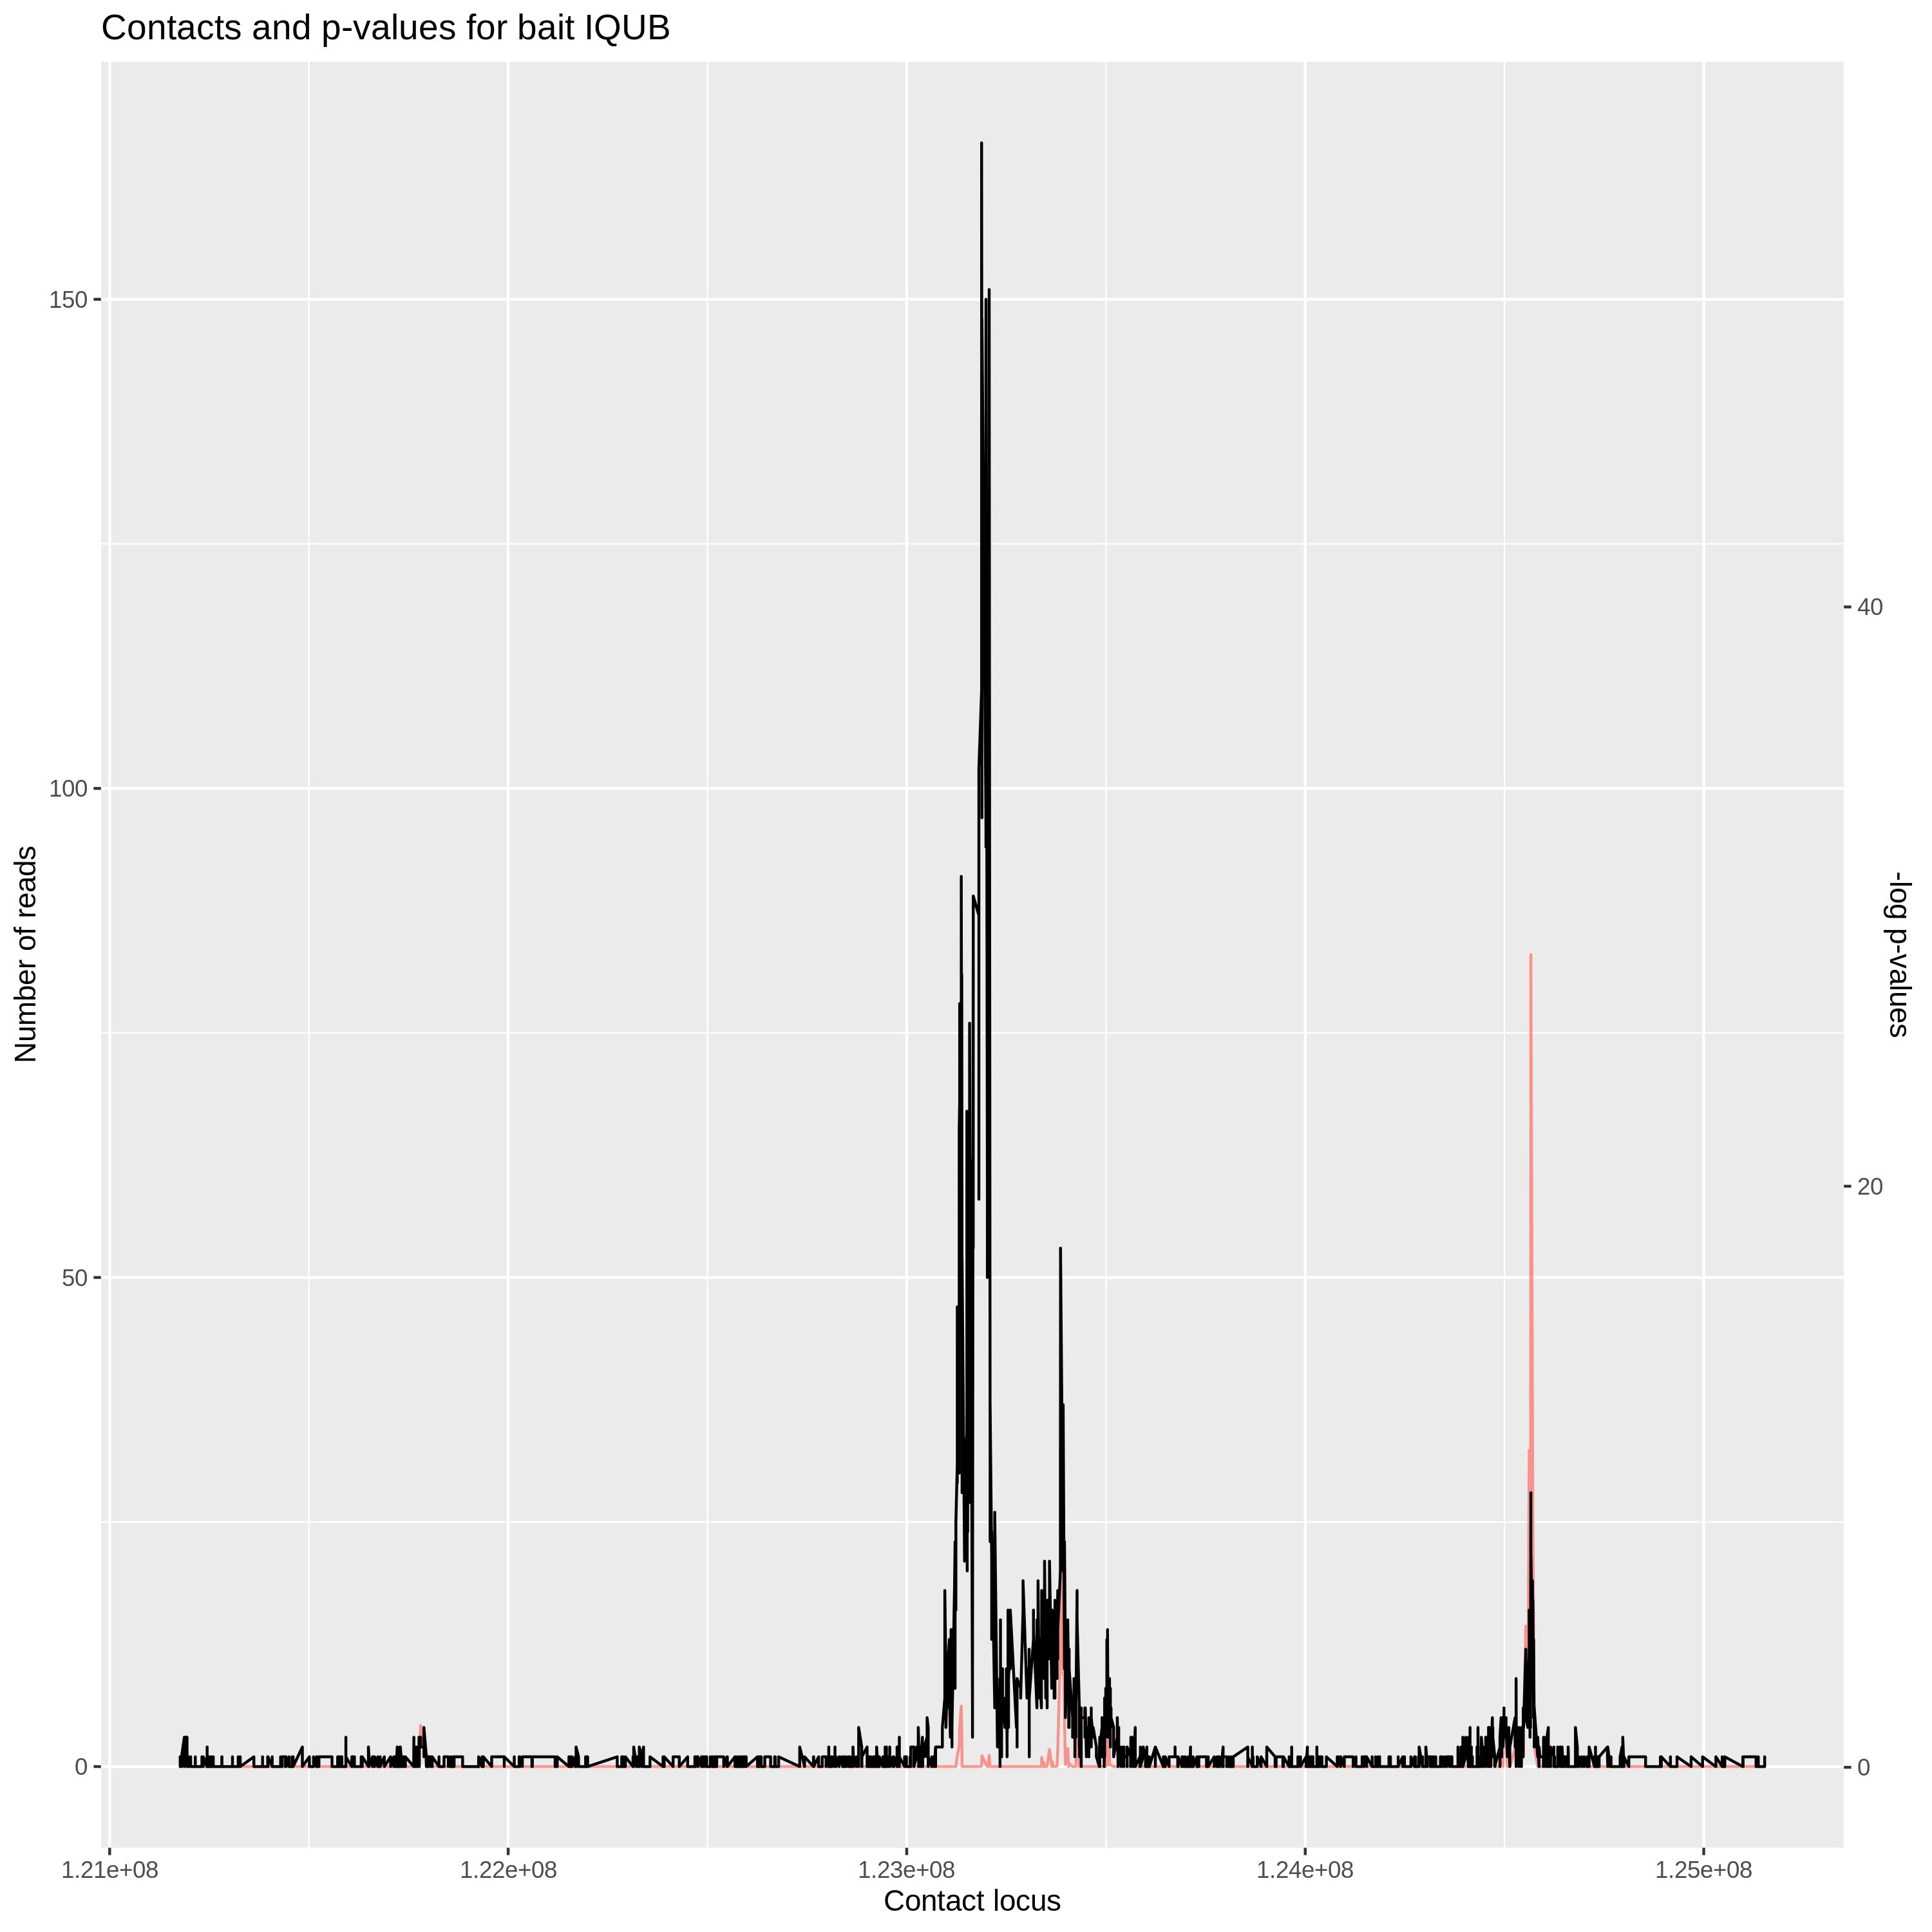 Contacts and p-values for bait IQUB
150
100
50
0
40
20
0
Number of reads
-log p-values
1.21e+08
1.22e+08
1.23e+08
1.24e+08
1.25e+08
Contact locus